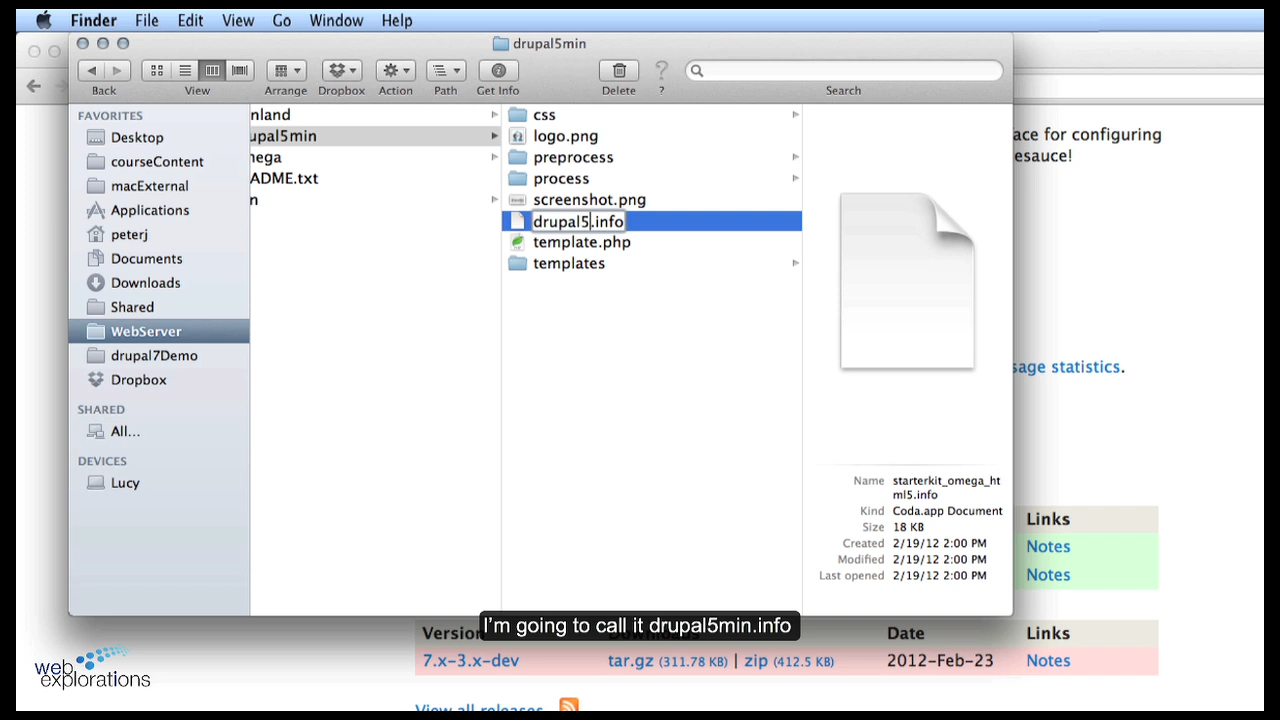 Finder File Edit View Go Window Help
drupal5min
Back View Arrange Dropbox Action Path Get Info Delete ? Search
FAVORITES
Desktop
courseContent
macExternal
Applications
peterj
Documents
Downloads
Shared
WebServer
drupal7Demo
Dropbox
SHARED
All...
DEVICES
Lucy
nland
upal5min
nega
ADME.txt
n
css
logo.png
preprocess
process
screenshot.png
drupal5.info
template.php
templates
Name starterkit_omega_ht
ml5.info
Kind Coda.app Document
Size 18 KB
Created 2/19/12 2:00 PM
Modified 2/19/12 2:00 PM
Last opened 2/19/12 2:00 PM
ace for configuring
esauce!
sage statistics.
Links
Notes
Notes
I'm going to call it drupal5min.info
Version Date Links
7.x-3.x-dev tar.gz (311.78 KB) | zip (412.5 KB) 2012-Feb-23 Notes
View all releases
web
explorations